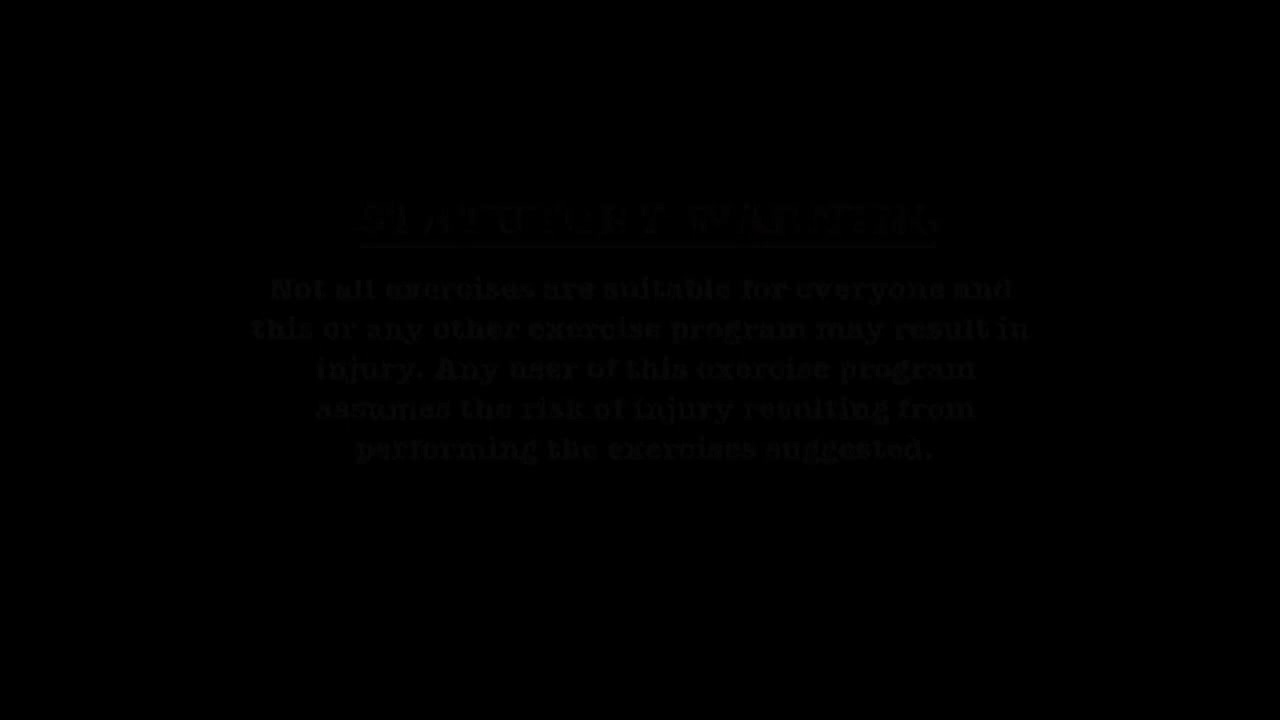 STATUTORY WARNING
Not all exercises are suitable for everyone and
this or any other exercise program may result in
injury. Any user of this exercise program
assumes the risk of injury resulting from
performing the exercises suggested.